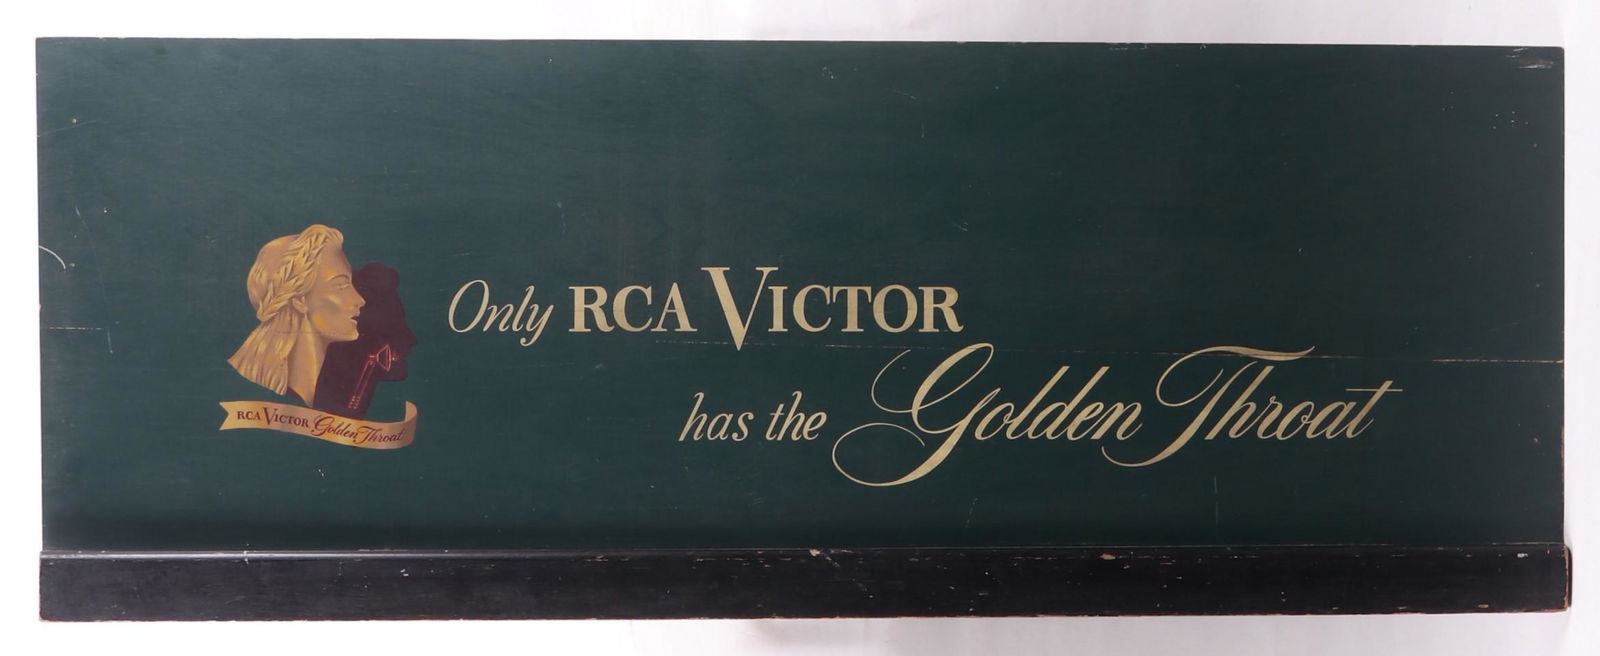 Only RCA VICTOR
has the Golden Throat
RCA VICTOR Golden Throat